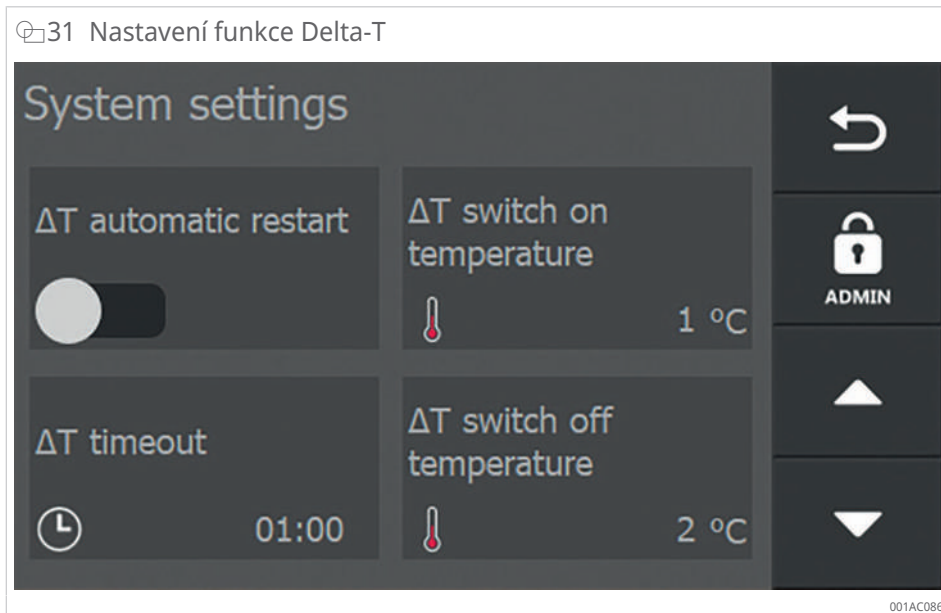 31 Nastavení funkce Delta-T
System settings
ΔT automatic restart
ΔT switch on
temperature
1 °C
ADMIN
ΔT timeout
01:00
ΔT switch off
temperature
2 °C
001AC086